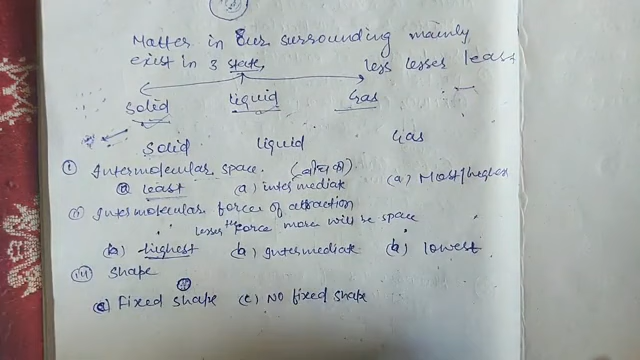 Matter in Our surrounding mainly
exist in 3 state,
less lesses least
Solid Liquid Gas
Solid Liquid Gas
(i) Intermolecular space.
(a) least (a) intermediate (a) Most/highest
(ii) Intermolecular force of attraction
lesser the force more will be space
(b) highest (b) Intermediate (b) lowest
(iii) Shape
(c) Fixed shape (c) NO fixed shape